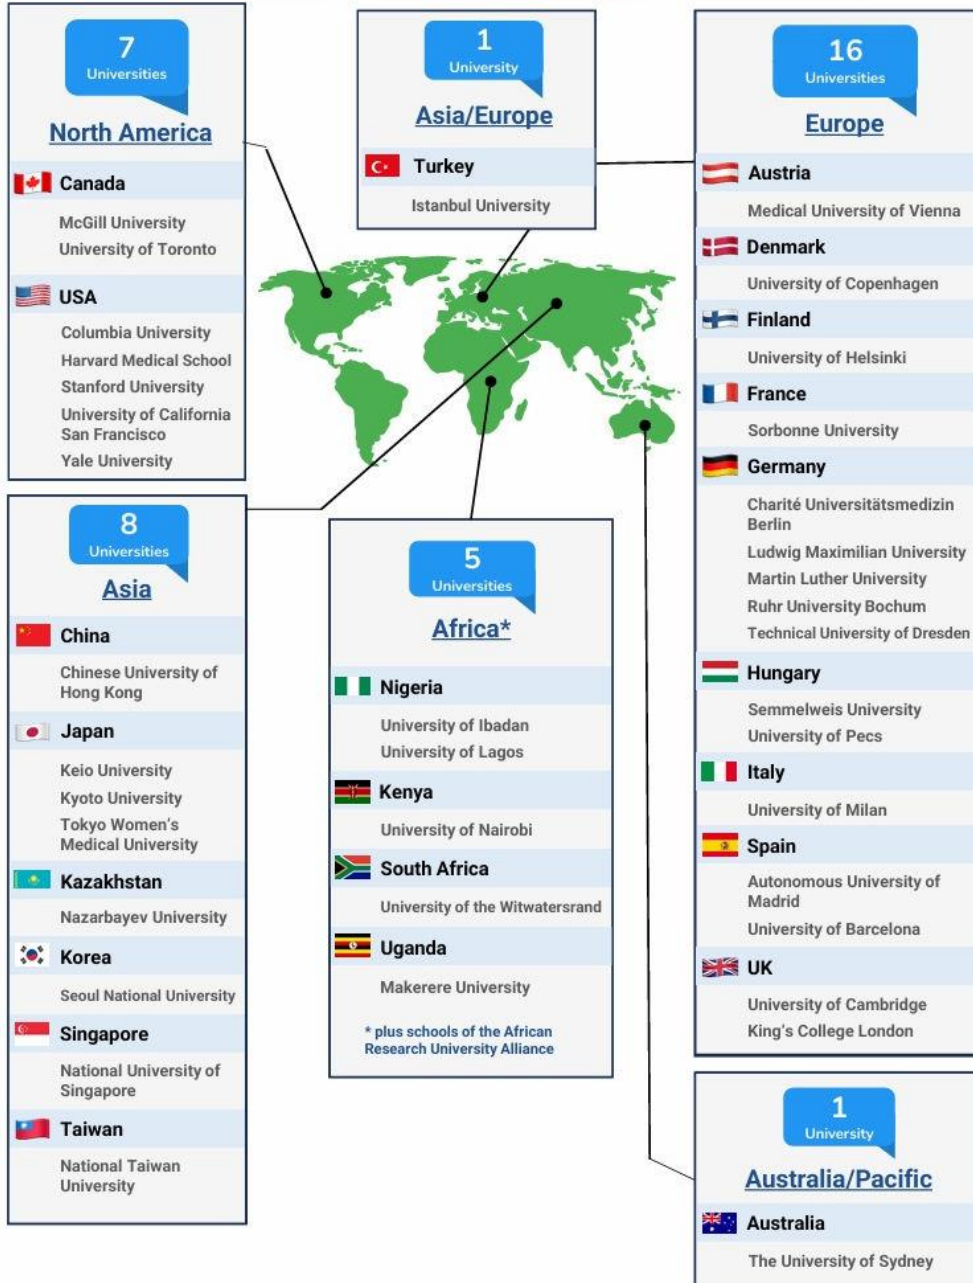 7
Universities
North America
Canada
McGill University
University of Toronto
USA
Columbia University
Harvard Medical School
Stanford University
University of California
San Francisco
Yale University
1
University
Asia/Europe
Turkey
Istanbul University
16
Universities
Europe
Austria
Medical University of Vienna
Denmark
University of Copenhagen
Finland
University of Helsinki
France
Sorbonne University
Germany
Charité Universitätsmedizin
Berlin
Ludwig Maximilian University
Martin Luther University
Ruhr University Bochum
Technical University of Dresden
Hungary
Semmelweis University
University of Pecs
Italy
University of Milan
Spain
Autonomous University of
Madrid
University of Barcelona
UK
University of Cambridge
King's College London
8
Universities
Asia
China
Chinese University of
Hong Kong
Japan
Keio University
Kyoto University
Tokyo Women's
Medical University
Kazakhstan
Nazarbayev University
Korea
Seoul National University
Singapore
National University of
Singapore
Taiwan
National Taiwan
University
5
Universities
Africa*
Nigeria
University of Ibadan
University of Lagos
Kenya
University of Nairobi
South Africa
University of the Witwatersrand
Uganda
Makerere University
* plus schools of the African
Research University Alliance
1
University
Australia/Pacific
Australia
The University of Sydney